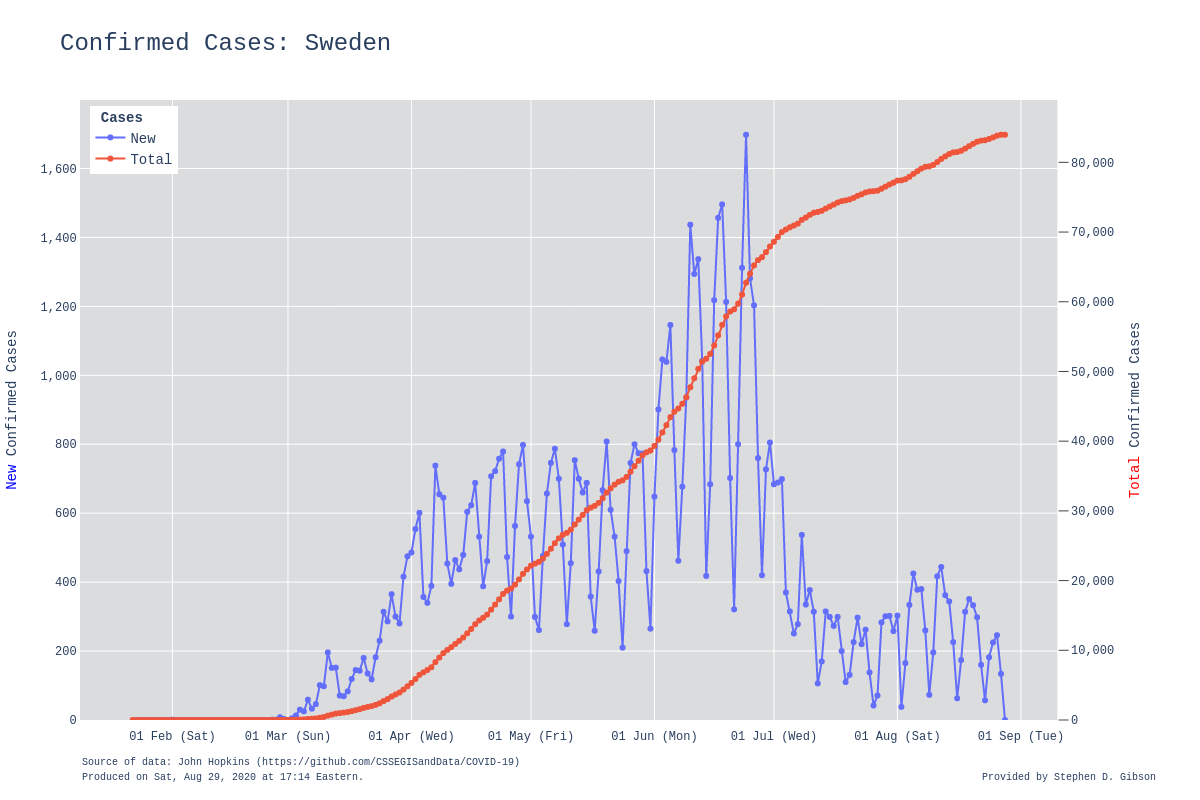 Confirmed Cases: Sweden
Cases
New
Total
1,600
1,400
1,200
1,000
800
600
400
200
0
New Confirmed Cases
80,000
70,000
60,000
50,000
40,000
30,000
20,000
10,000
0
Total Confirmed Cases
01 Feb (Sat) 01 Mar (Sun) 01 Apr (Wed) 01 May (Fri) 01 Jun (Mon) 01 Jul (Wed) 01 Aug (Sat) 01 Sep (Tue)
Source of data: John Hopkins (https://github.com/CSSEGISandData/COVID-19)
Produced on Sat, Aug 29, 2020 at 17:14 Eastern.
Provided by Stephen D. Gibson